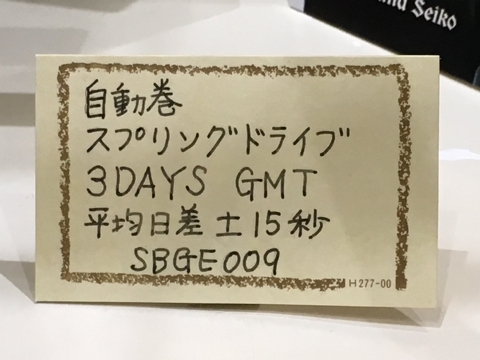 Seiko
自動巻
スプリングドライブ
3DAYS GMT
平均日差±15秒
SBGE009
H277-00